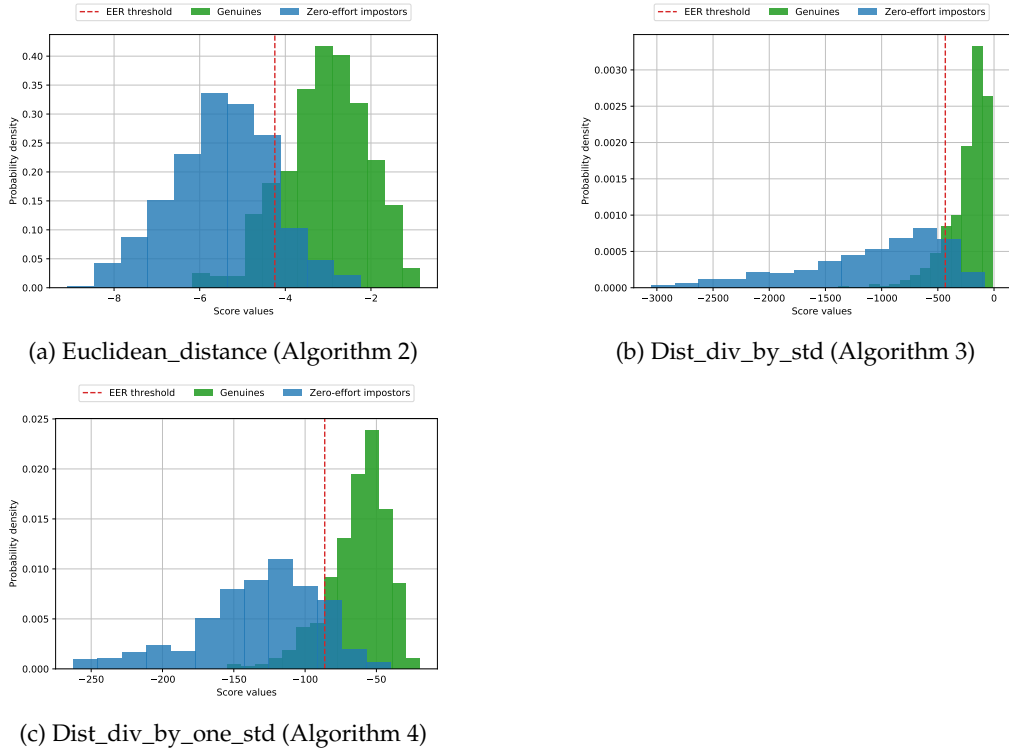 EER threshold Genuines Zero-effort impostors
0.40
0.35
0.30
0.25
0.20
0.15
0.10
0.05
0.00
Probability density
−8 −6 −4 −2
Score values
(a) Euclidean_distance (Algorithm 2)
EER threshold Genuines Zero-effort impostors
0.0030
0.0025
0.0020
0.0015
0.0010
0.0005
0.0000
Probability density
−3000 −2500 −2000 −1500 −1000 −500 0
Score values
(b) Dist_div_by_std (Algorithm 3)
EER threshold Genuines Zero-effort impostors
0.025
0.020
0.015
0.010
0.005
0.000
Probability density
−250 −200 −150 −100 −50
Score values
(c) Dist_div_by_one_std (Algorithm 4)